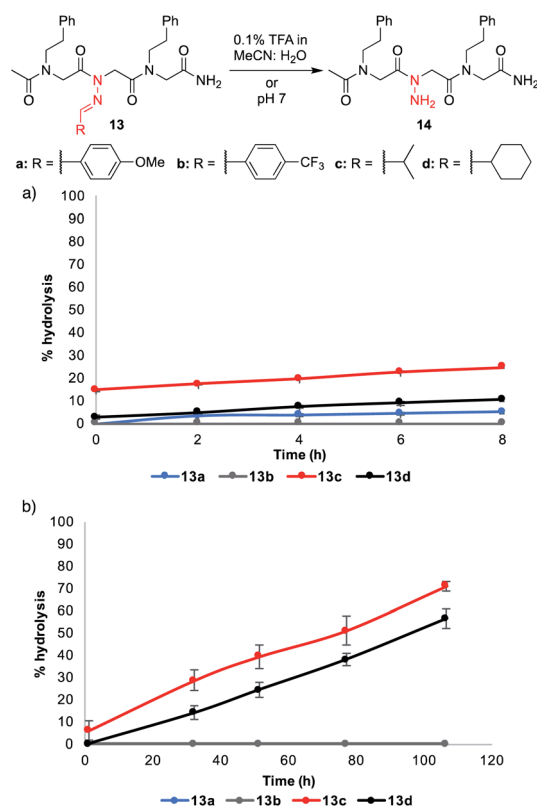 Ph
Ph
N
O
N
O
N
O
NH₂
O
N
R
13
0.1% TFA in
MeCN: H₂O
or
pH 7
Ph
Ph
N
O
N
O
N
O
NH₂
O
NH₂
14
a: R = OMe b: R = CF₃ c: R = d: R =
a)
100
90
80
70
60
50
40
30
20
10
0
% hydrolysis
0 2 4 6 8
Time (h)
13a 13b 13c 13d
b)
100
90
80
70
60
50
40
30
20
10
0
% hydrolysis
0 20 40 60 80 100 120
Time (h)
13a 13b 13c 13d